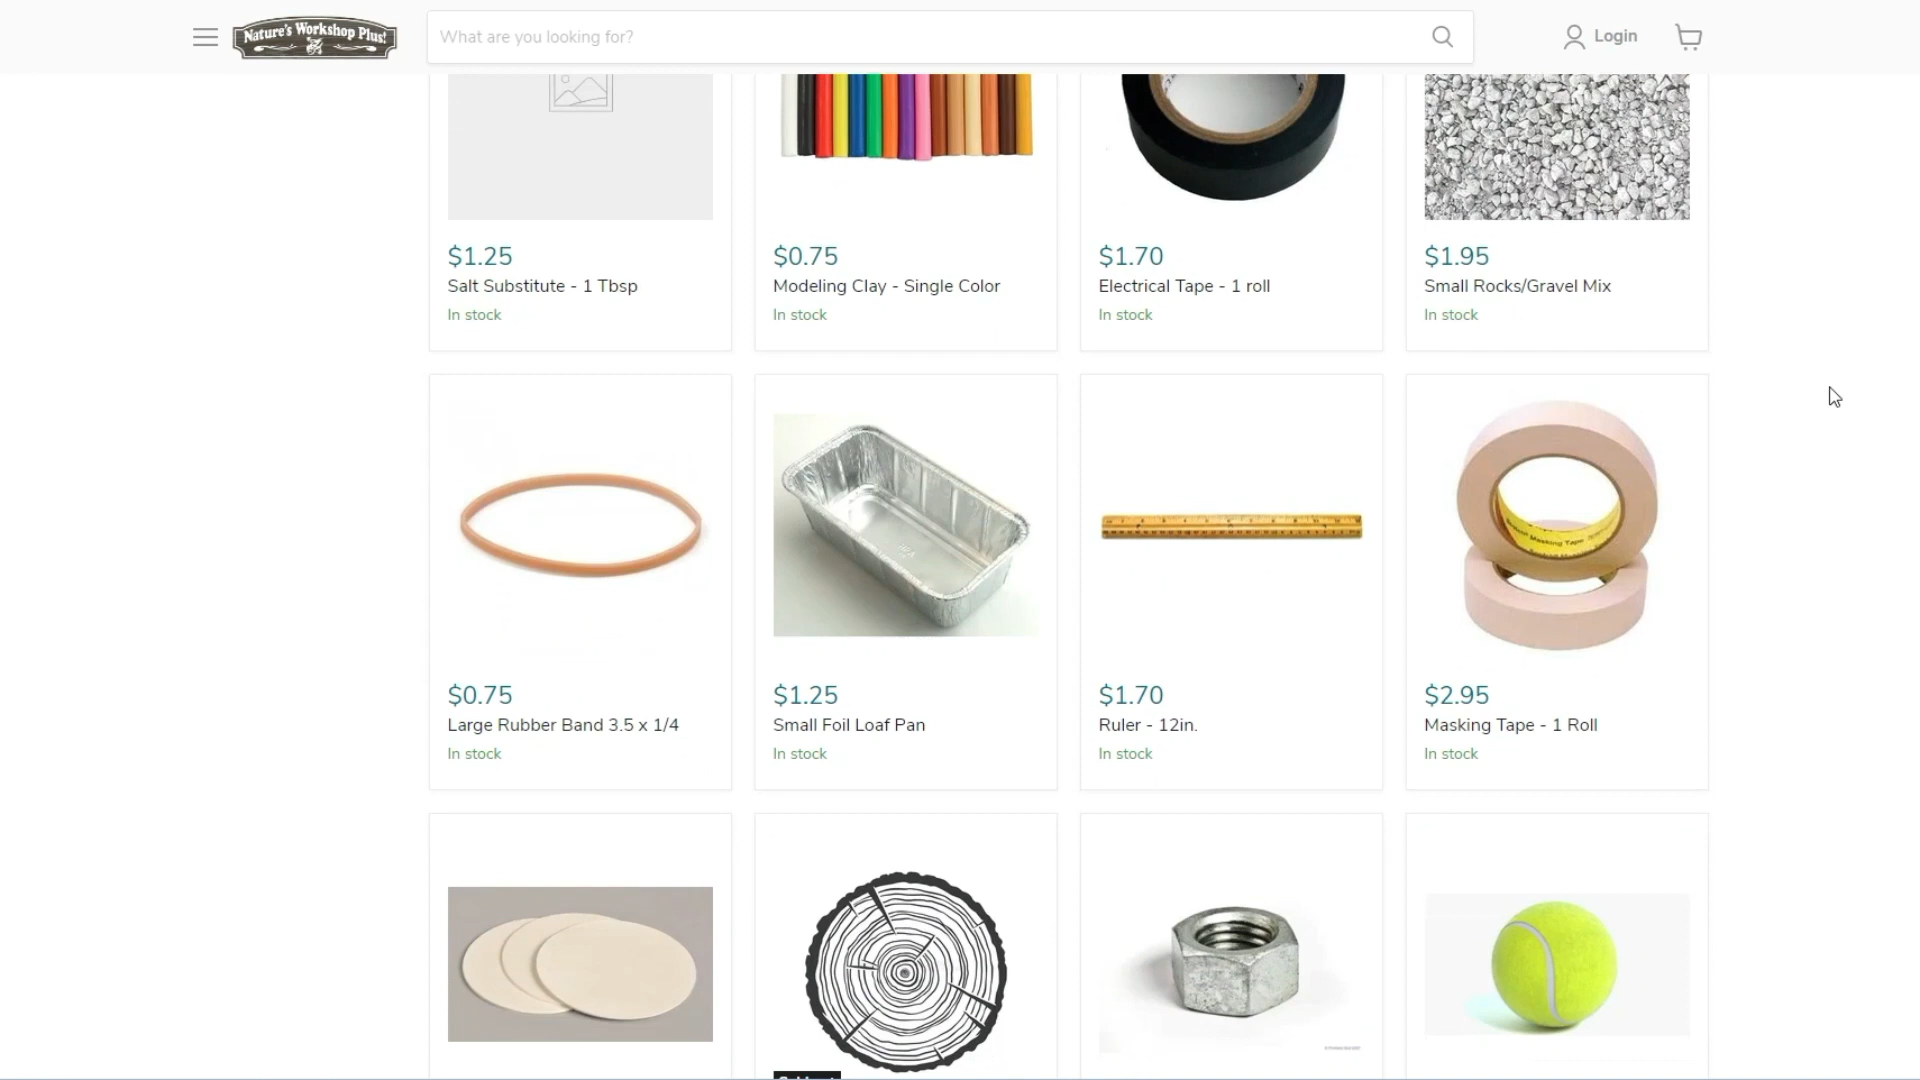 Nature's Workshop Plus!
What are you looking for?
Login
$1.25
Salt Substitute - 1 Tbsp
In stock
$0.75
Modeling Clay - Single Color
In stock
$1.70
Electrical Tape - 1 roll
In stock
$1.95
Small Rocks/Gravel Mix
In stock
$0.75
Large Rubber Band 3.5 x 1/4
In stock
$1.25
Small Foil Loaf Pan
In stock
$1.70
Ruler - 12in.
In stock
$2.95
Masking Tape - 1 Roll
In stock
Masking Tape